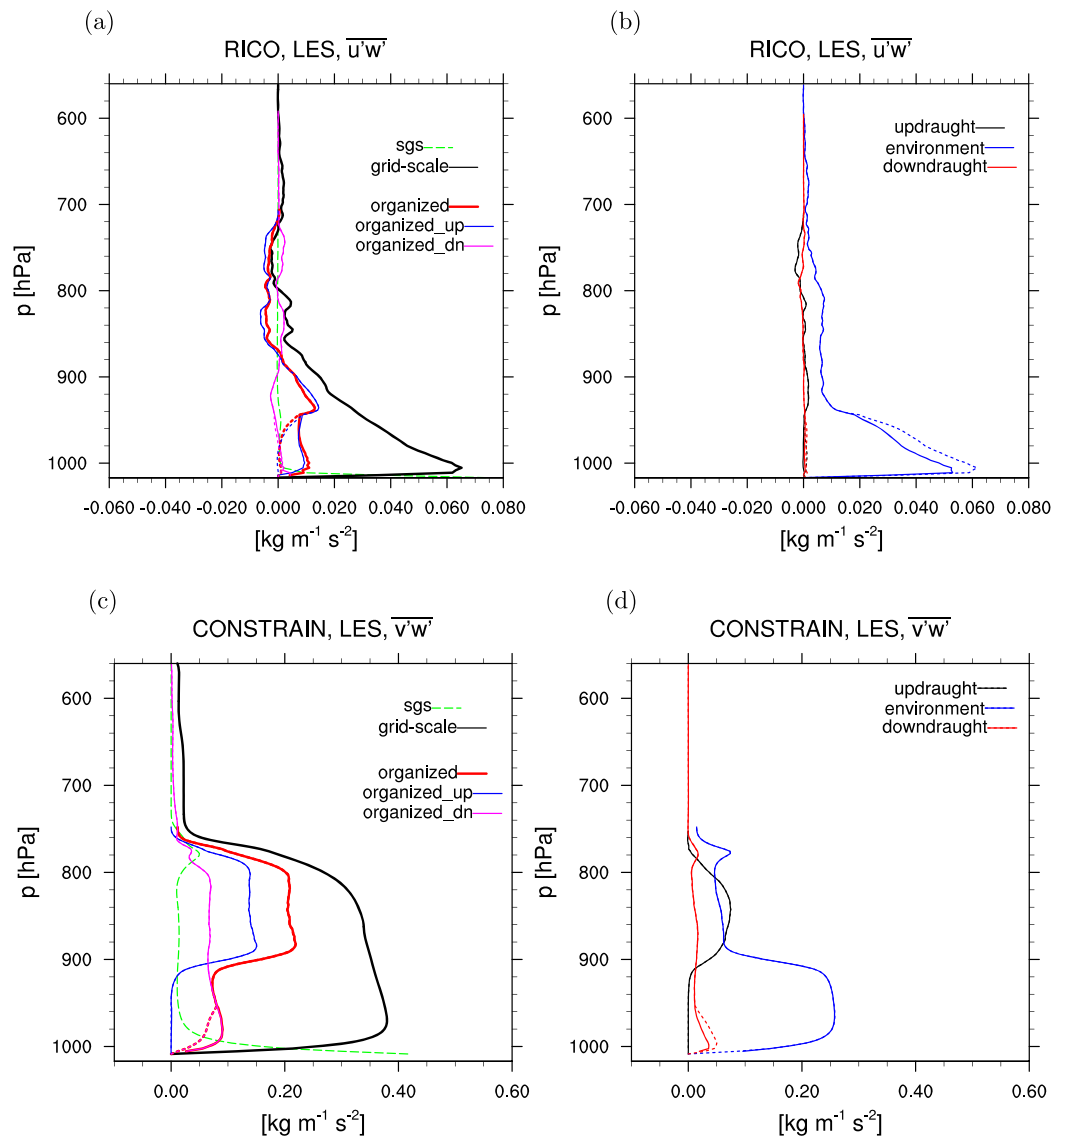 (a)
RICO, LES, u'w'
sgs
grid-scale
organized
organized_up
organized_dn
600
700
800
900
1000
p [hPa]
-0.060 -0.020 0.000 0.020 0.040 0.060 0.080
[kg m⁻¹ s⁻²]
(b)
RICO, LES, u'w'
updraught
environment
downdraught
600
700
800
900
1000
p [hPa]
-0.060 -0.020 0.000 0.020 0.040 0.060 0.080
[kg m⁻¹ s⁻²]
(c)
CONSTRAIN, LES, v'w'
sgs
grid-scale
organized
organized_up
organized_dn
600
700
800
900
1000
p [hPa]
0.00 0.20 0.40 0.60
[kg m⁻¹ s⁻²]
(d)
CONSTRAIN, LES, v'w'
updraught
environment
downdraught
600
700
800
900
1000
p [hPa]
0.00 0.20 0.40 0.60
[kg m⁻¹ s⁻²]